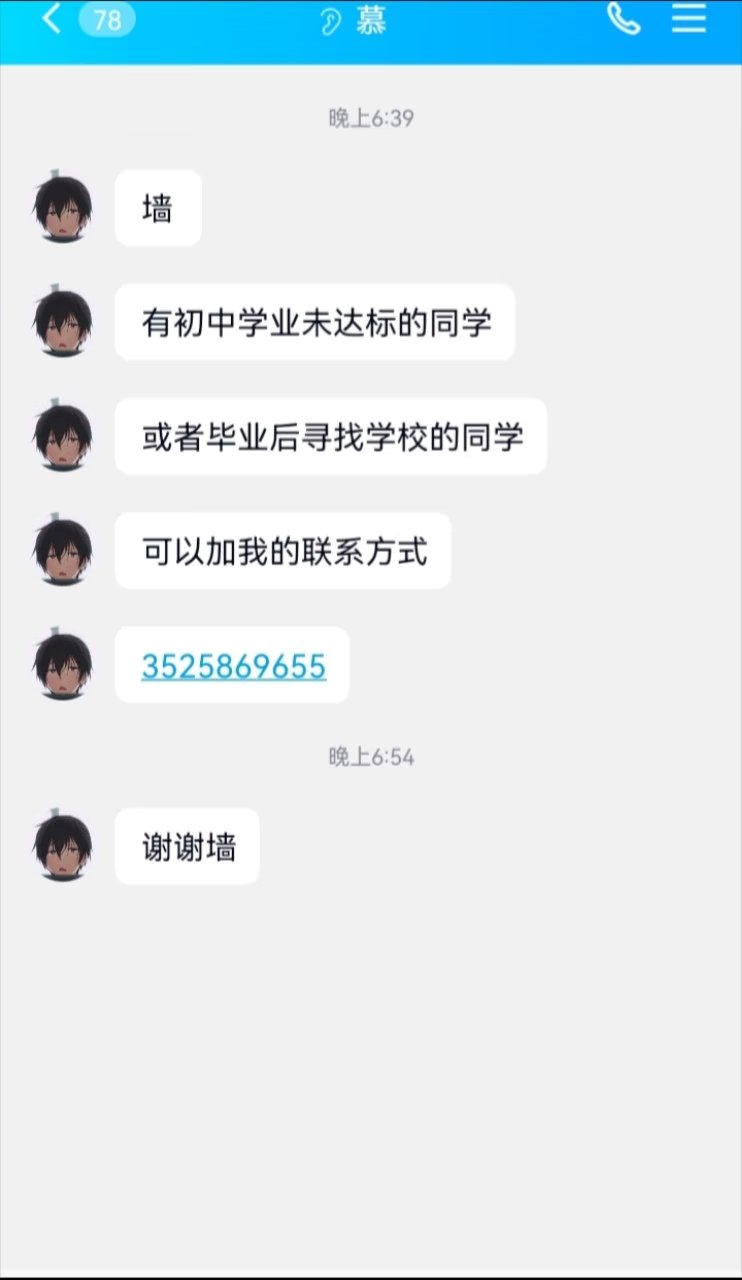 78
慕
晚上6:39
墙
有初中学业未达标的同学
或者毕业后寻找学校的同学
可以加我的联系方式
3525869655
晚上6:54
谢谢墙